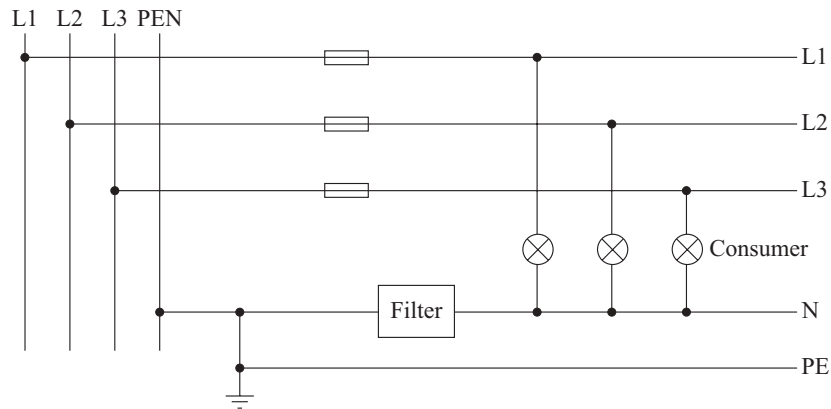 L1 L2 L3 PEN
L1
L2
L3
Consumer
Filter
N
PE